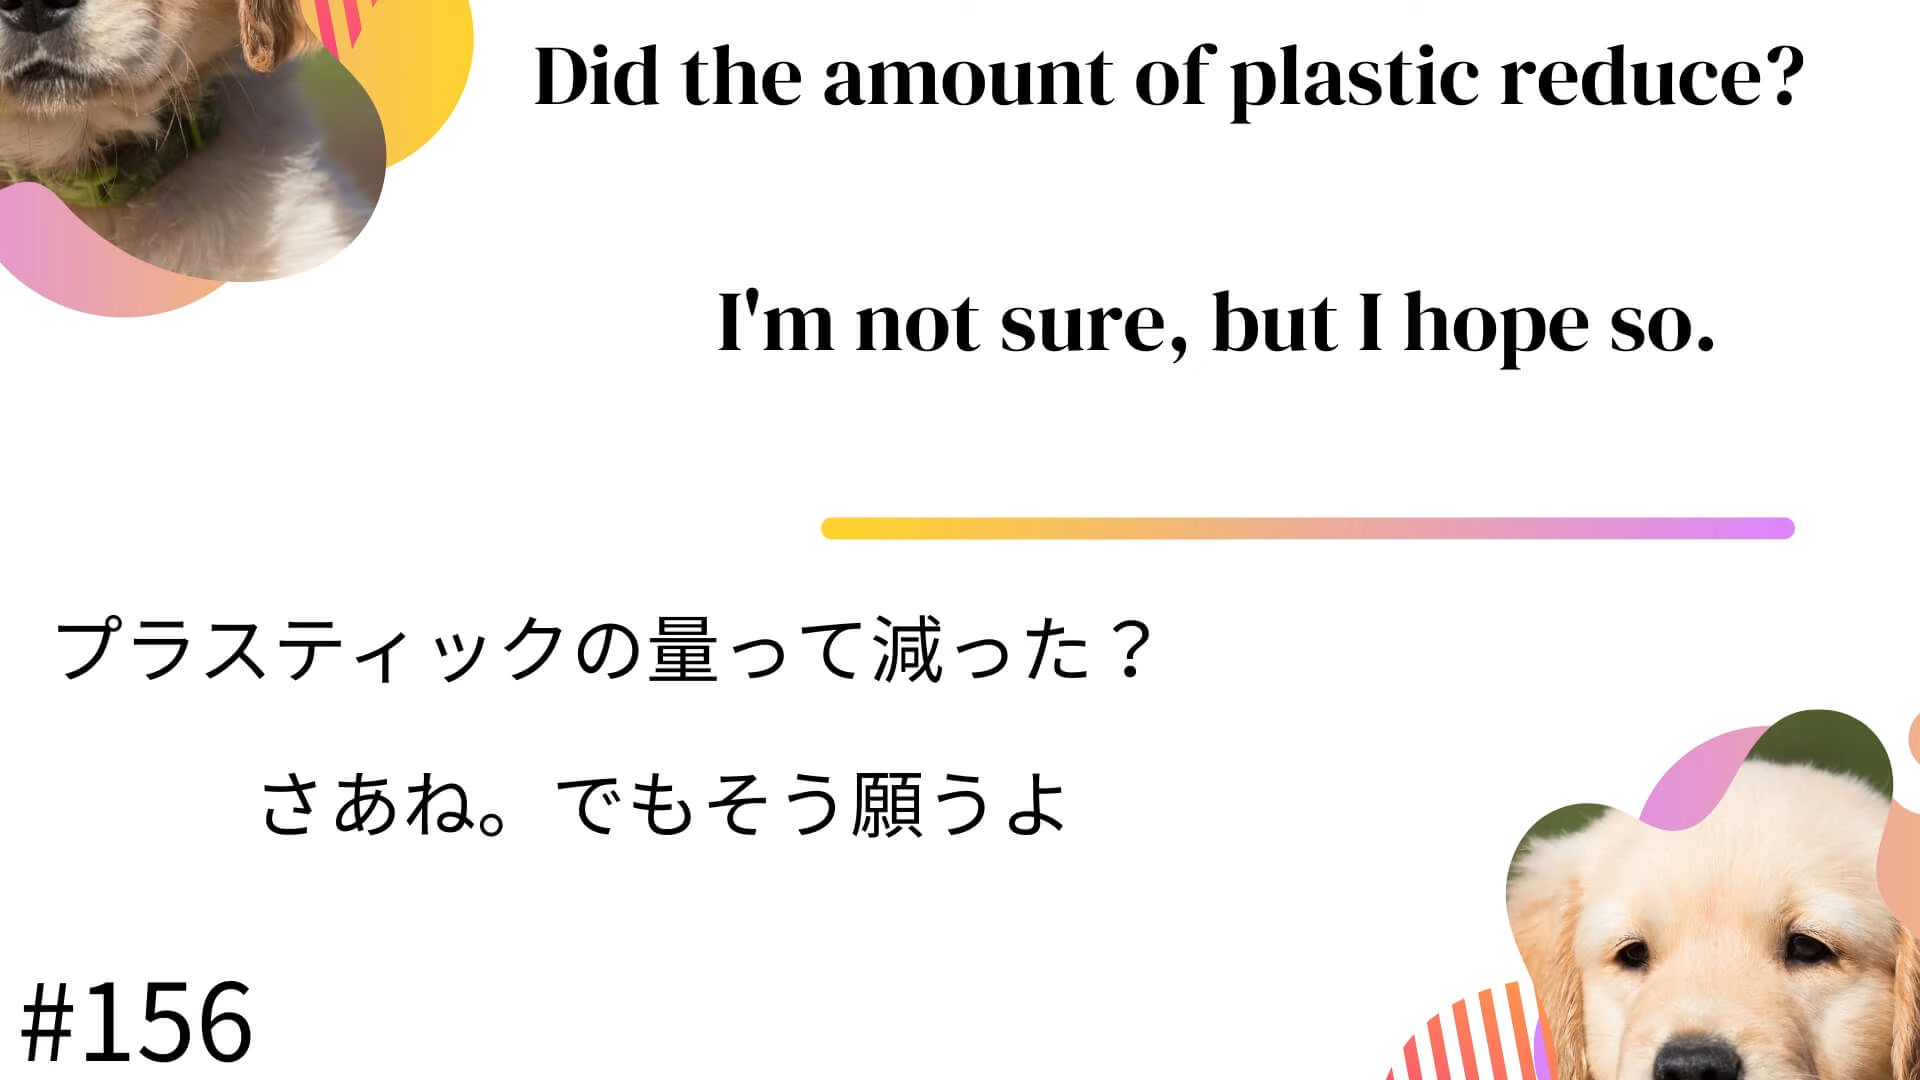 Did the amount of plastic reduce?
I'm not sure, but I hope so.
プラスティックの量って減った？
さあね。でもそう願うよ
#156